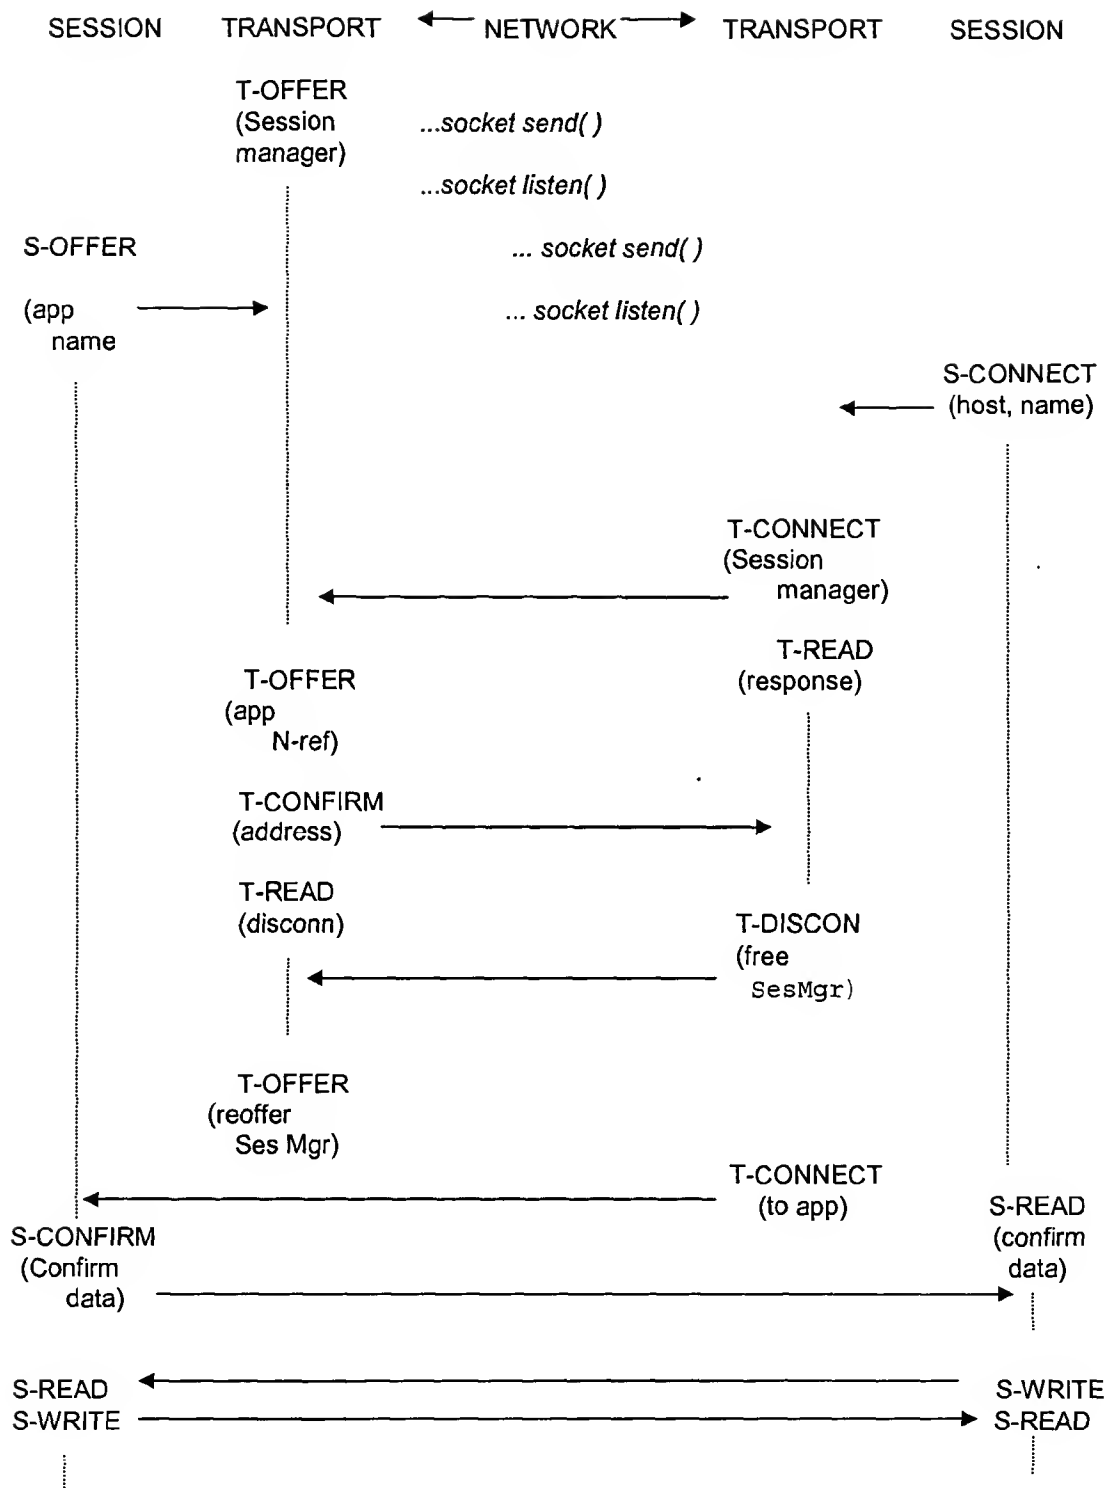 SESSION TRANSPORT NETWORK TRANSPORT SESSION
T-OFFER
(Session
manager)
...socket send( )
...socket listen( )
S-OFFER
... socket send( )
(app
name
... socket listen( )
S-CONNECT
(host, name)
T-CONNECT
(Session
manager)
T-READ
(response)
T-OFFER
(app
N-ref)
T-CONFIRM
(address)
T-READ
(disconn)
T-DISCON
(free
SesMgr)
T-OFFER
(reoffer
Ses Mgr)
T-CONNECT
(to app)
S-READ
(confirm
data)
S-CONFIRM
(Confirm
data)
S-READ S-WRITE
S-WRITE S-READ